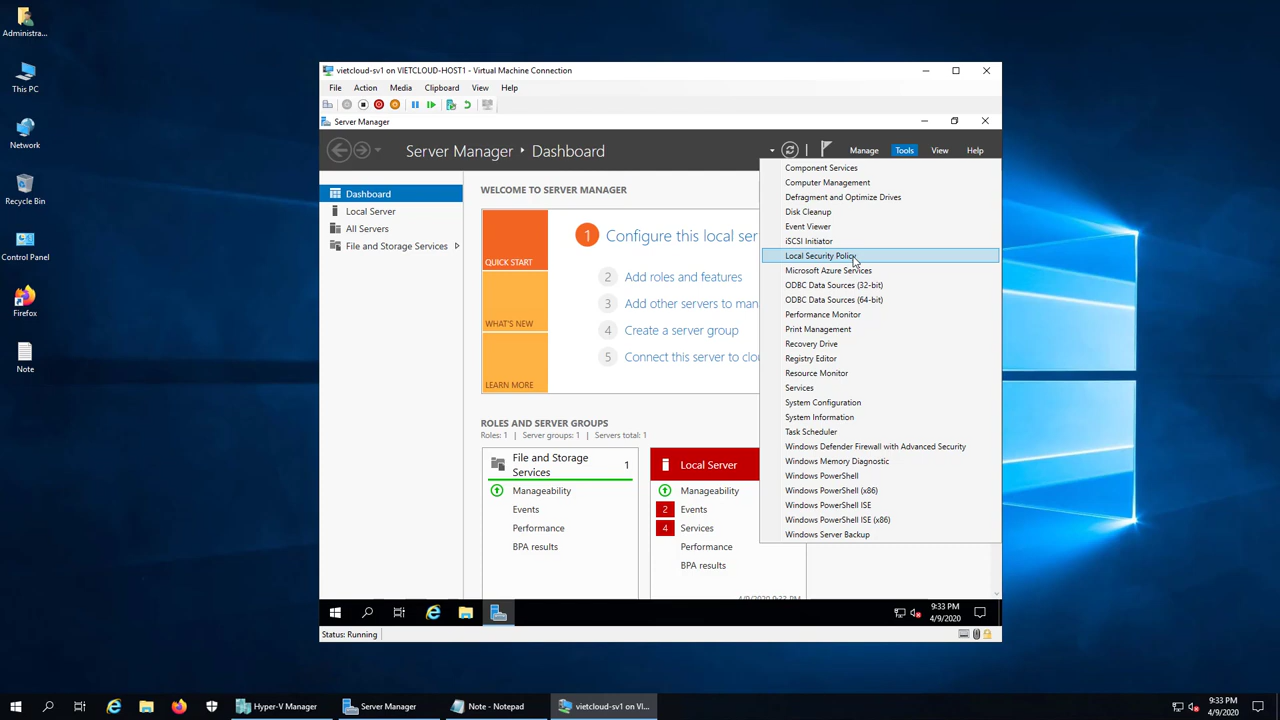 Administra...
This PC
Network
Recycle Bin
Control Panel
Firefox
Note
vietcloud-sv1 on VIETCLOUD-HOST1 - Virtual Machine Connection
File Action Media Clipboard View Help
Server Manager
Server Manager • Dashboard
Manage Tools View Help
Dashboard
Local Server
All Servers
File and Storage Services
WELCOME TO SERVER MANAGER
QUICK START
WHAT'S NEW
LEARN MORE
1 Configure this local ser
2 Add roles and features
3 Add other servers to man
4 Create a server group
5 Connect this server to clo
ROLES AND SERVER GROUPS
Roles: 1 | Server groups: 1 | Servers total: 1
File and Storage
Services
1
Manageability
Events
Performance
BPA results
Local Server
Manageability
2 Events
4 Services
Performance
BPA results
4/9/2020 9:33 PM
Component Services
Computer Management
Defragment and Optimize Drives
Disk Cleanup
Event Viewer
iSCSI Initiator
Local Security Policy
Microsoft Azure Services
ODBC Data Sources (32-bit)
ODBC Data Sources (64-bit)
Performance Monitor
Print Management
Recovery Drive
Registry Editor
Resource Monitor
Services
System Configuration
System Information
Task Scheduler
Windows Defender Firewall with Advanced Security
Windows Memory Diagnostic
Windows PowerShell
Windows PowerShell (x86)
Windows PowerShell ISE
Windows PowerShell ISE (x86)
Windows Server Backup
9:33 PM
4/9/2020
Status: Running
Hyper-V Manager
Server Manager
Note - Notepad
vietcloud-sv1 on VI...
9:33 PM
4/9/2020